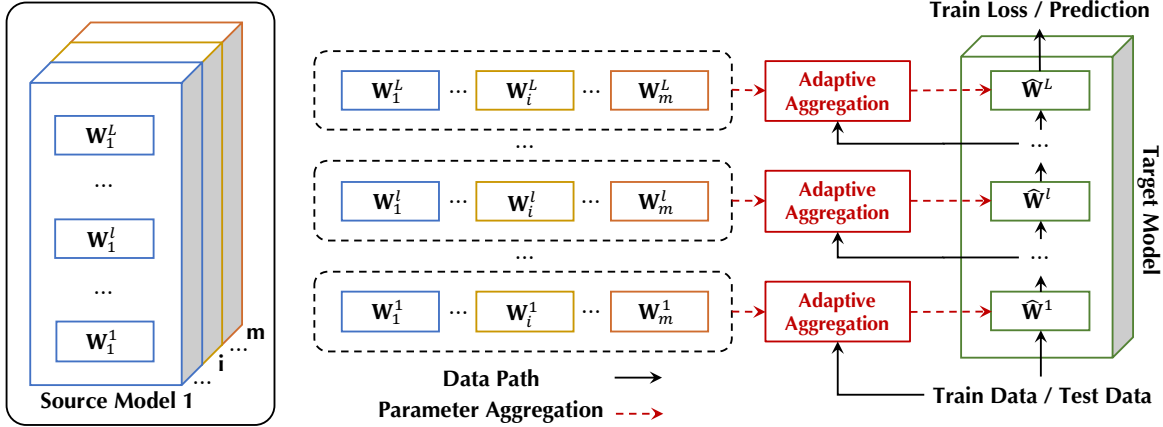 Train Loss / Prediction
W_1^L
...
W_1^l
...
W_1^1
... i ... m
Source Model 1
W_1^L ... W_i^L ... W_m^L
Adaptive
Aggregation
Ŵ^L
...
...
W_1^l ... W_i^l ... W_m^l
Adaptive
Aggregation
Ŵ^l
...
...
W_1^1 ... W_i^1 ... W_m^1
Adaptive
Aggregation
Ŵ^1
Target Model
Data Path
Parameter Aggregation
Train Data / Test Data